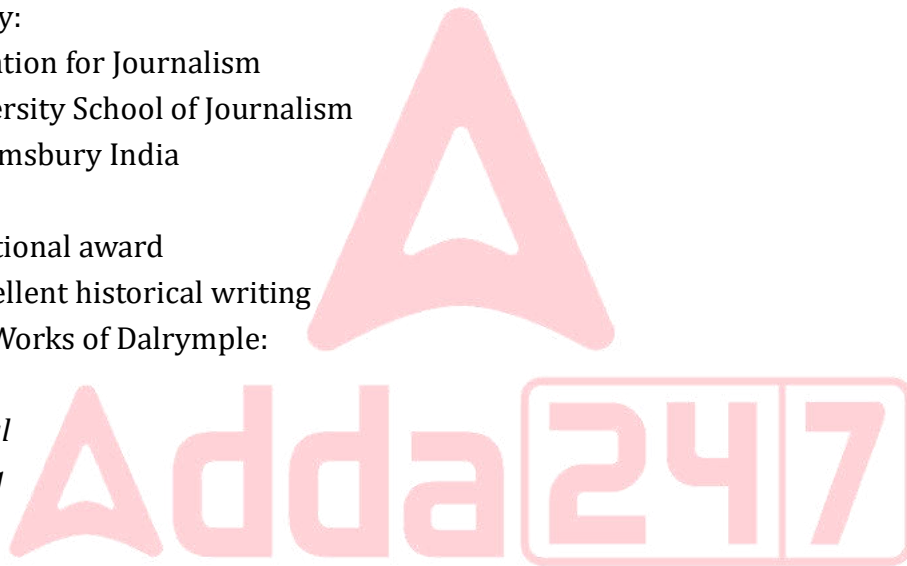 y:
ation for Journalism
ersity School of Journalism
msbury India
tional award
ellent historical writing
Works of Dalrymple:
l
Adda247